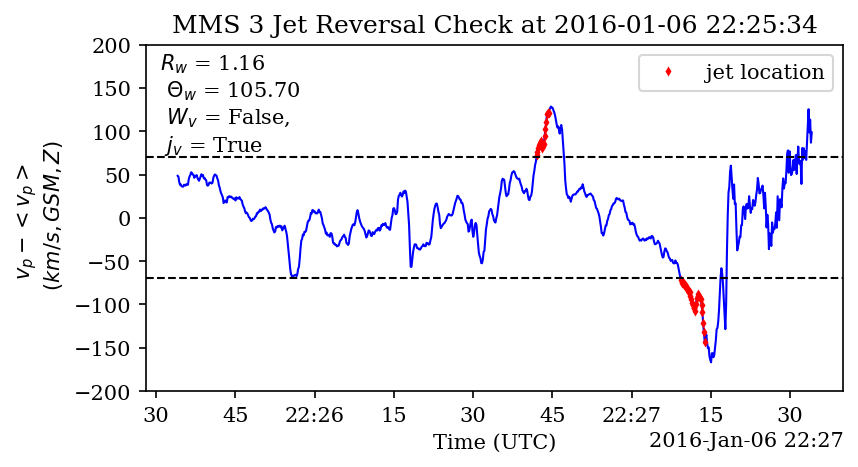 MMS 3 Jet Reversal Check at 2016-01-06 22:25:34
R_w = 1.16
Θ_w = 105.70
W_v = False,
j_v = True
jet location
v_p − < v_p >
(km/s, GSM, Z)
200
150
100
50
0
−50
−100
−150
−200
30 45 22:26 15 30 45 22:27 15 30
Time (UTC)
2016-Jan-06 22:27